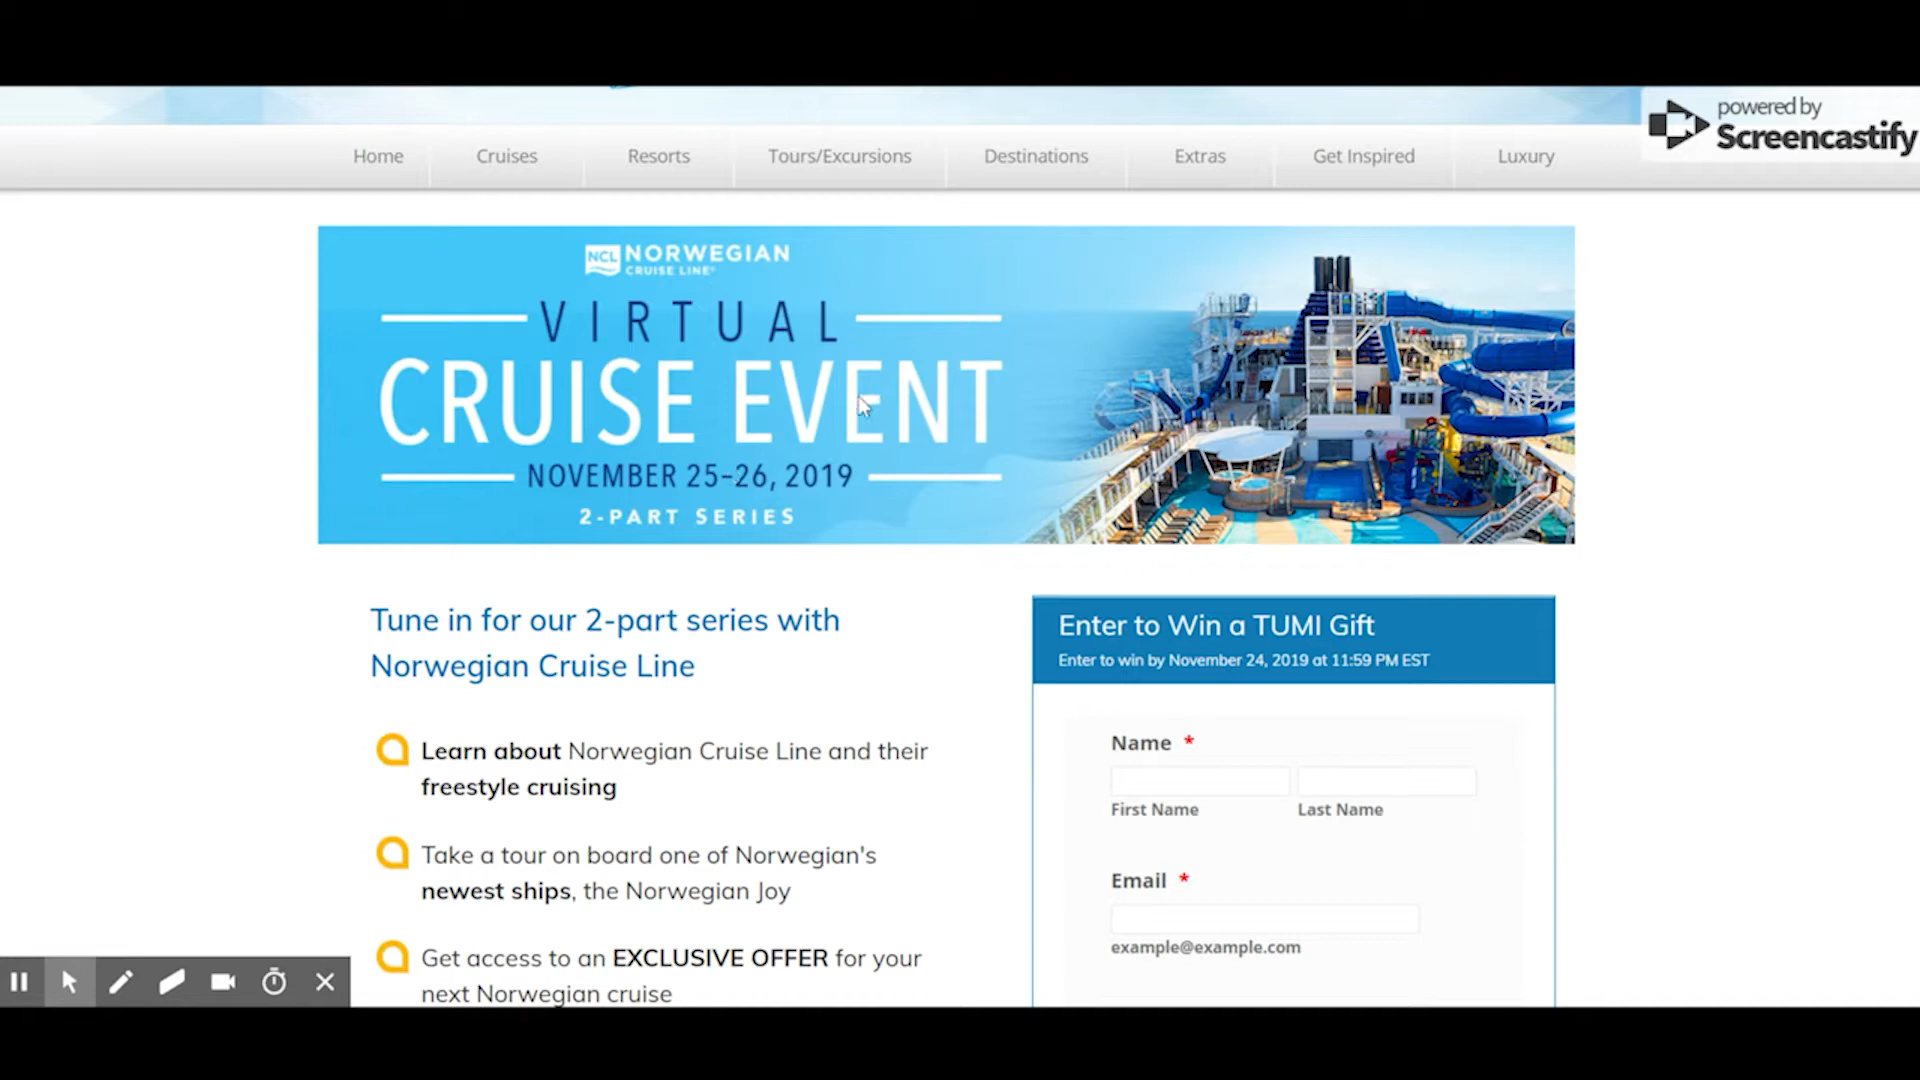 powered by
Screencastify
Home Cruises Resorts Tours/Excursions Destinations Extras Get Inspired Luxury
NCL NORWEGIAN
CRUISE LINE®
VIRTUAL
CRUISE EVENT
NOVEMBER 25-26, 2019
2-PART SERIES
Tune in for our 2-part series with
Norwegian Cruise Line
Learn about Norwegian Cruise Line and their
freestyle cruising
Take a tour on board one of Norwegian's
newest ships, the Norwegian Joy
Get access to an EXCLUSIVE OFFER for your
next Norwegian cruise
Enter to Win a TUMI Gift
Enter to win by November 24, 2019 at 11:59 PM EST
Name *
First Name Last Name
Email *
example@example.com